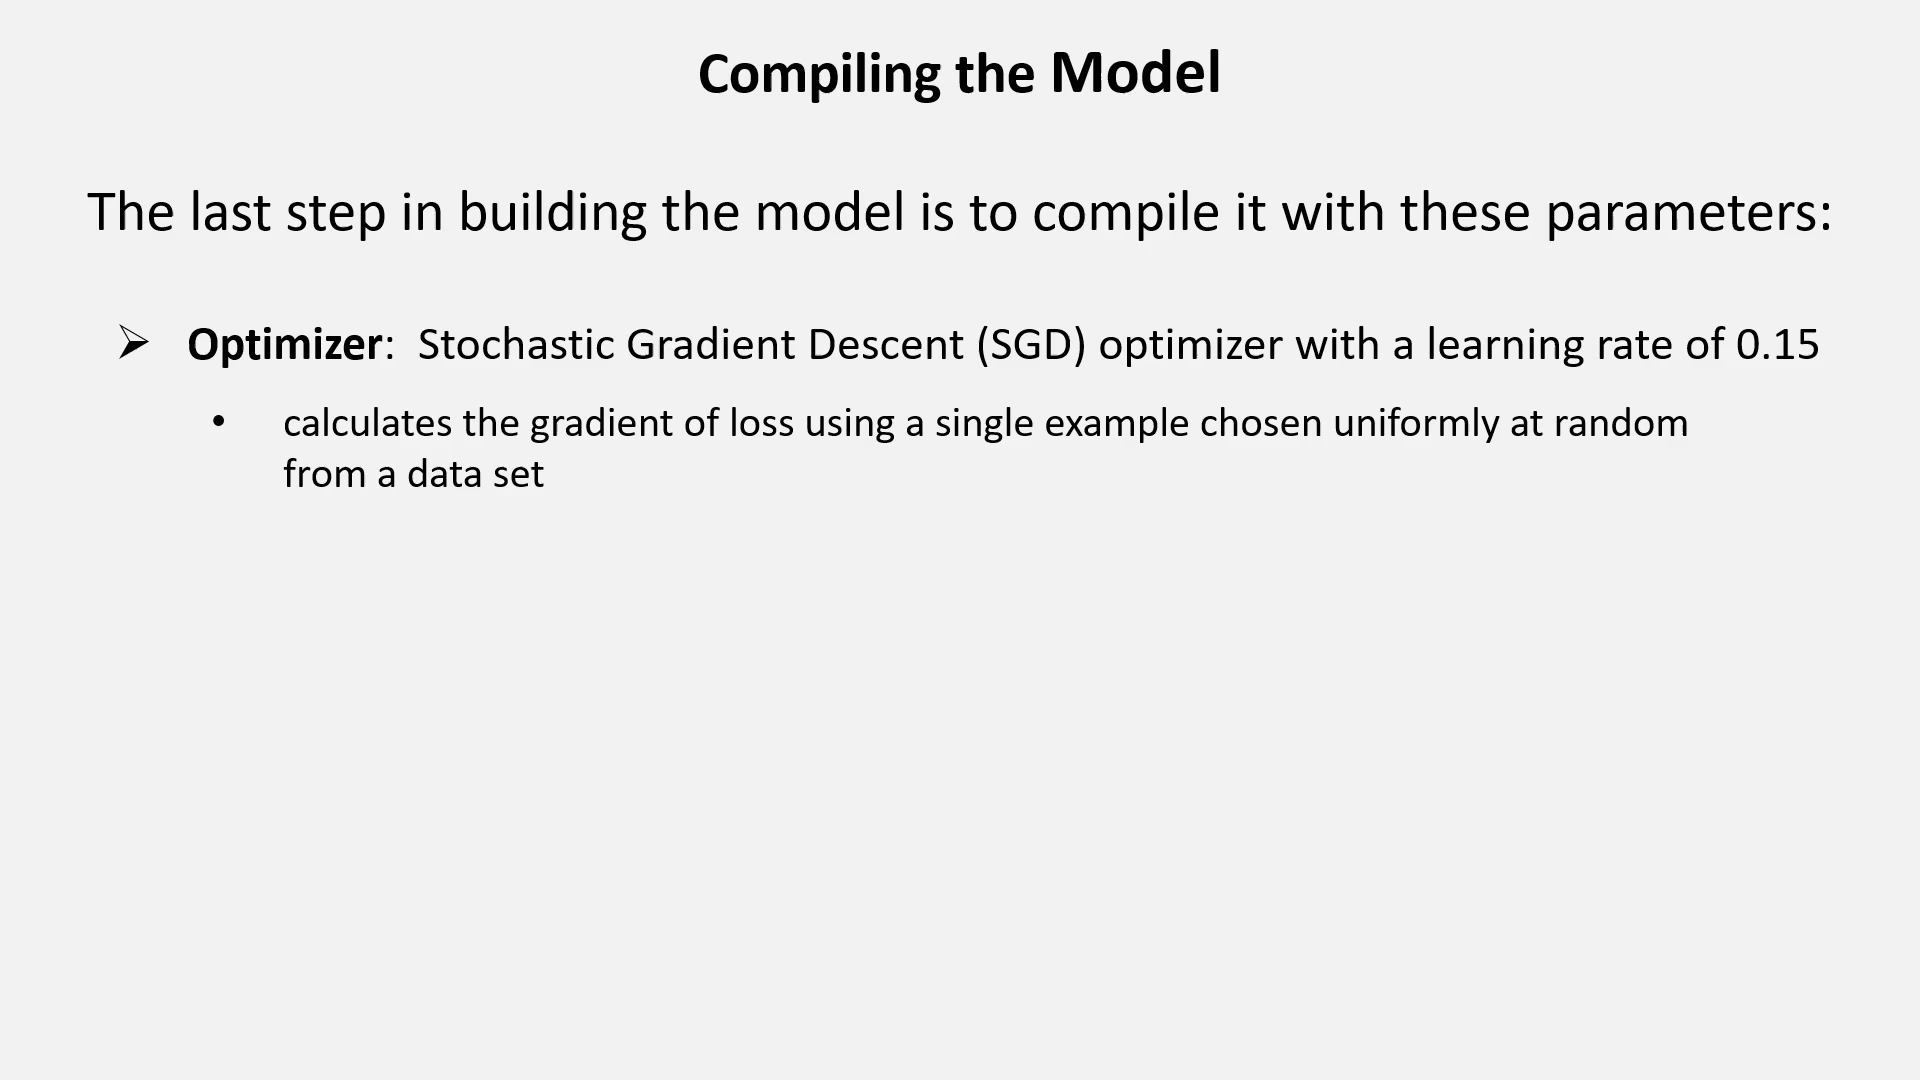 Compiling the Model
The last step in building the model is to compile it with these parameters:
➢ Optimizer: Stochastic Gradient Descent (SGD) optimizer with a learning rate of 0.15
• calculates the gradient of loss using a single example chosen uniformly at random
from a data set